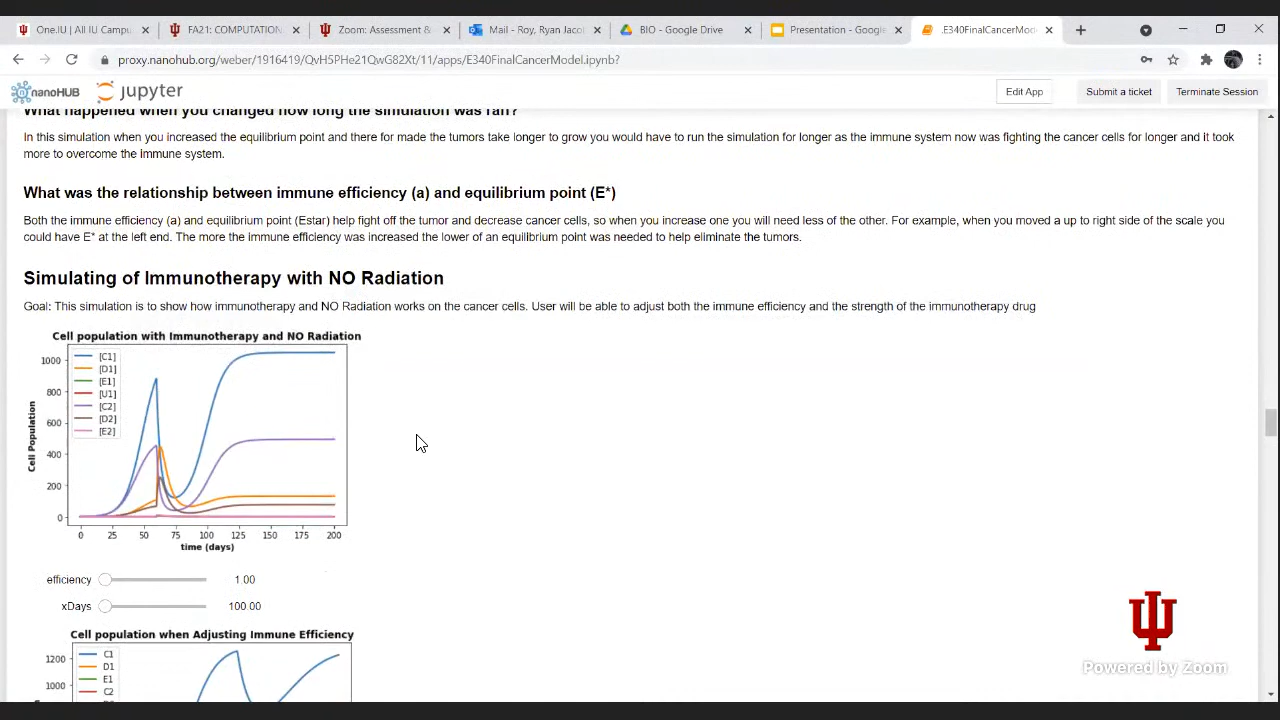 One.IU | All IU Campu
FA21: COMPUTATION
Zoom: Assessment &
Mail - Roy, Ryan Jacol
BIO - Google Drive
Presentation - Google
.E340FinalCancerMod
proxy.nanohub.org/weber/1916419/QvH5PHe21QwG82Xt/11/apps/E340FinalCancerModel.ipynb?
nanoHUB
jupyter
Edit App
Submit a ticket
Terminate Session
What happened when you changed how long the simulation was ran?
In this simulation when you increased the equilibrium point and there for made the tumors take longer to grow you would have to run the simulation for longer as the immune system now was fighting the cancer cells for longer and it took
more to overcome the immune system.
What was the relationship between immune efficiency (a) and equilibrium point (E*)
Both the immune efficiency (a) and equilibrium point (Estar) help fight off the tumor and decrease cancer cells, so when you increase one you will need less of the other. For example, when you moved a up to right side of the scale you
could have E* at the left end. The more the immune efficiency was increased the lower of an equilibrium point was needed to help eliminate the tumors.
Simulating of Immunotherapy with NO Radiation
Goal: This simulation is to show how immunotherapy and NO Radiation works on the cancer cells. User will be able to adjust both the immune efficiency and the strength of the immunotherapy drug
Cell population with Immunotherapy and NO Radiation
[C1]
[D1]
[E1]
[U1]
[C2]
[D2]
[E2]
1000
800
600
400
200
0
Cell Population
0 25 50 75 100 125 150 175 200
time (days)
efficiency 1.00
xDays 100.00
Cell population when Adjusting Immune Efficiency
C1
D1
E1
C2
1200
1000
Powered by Zoom